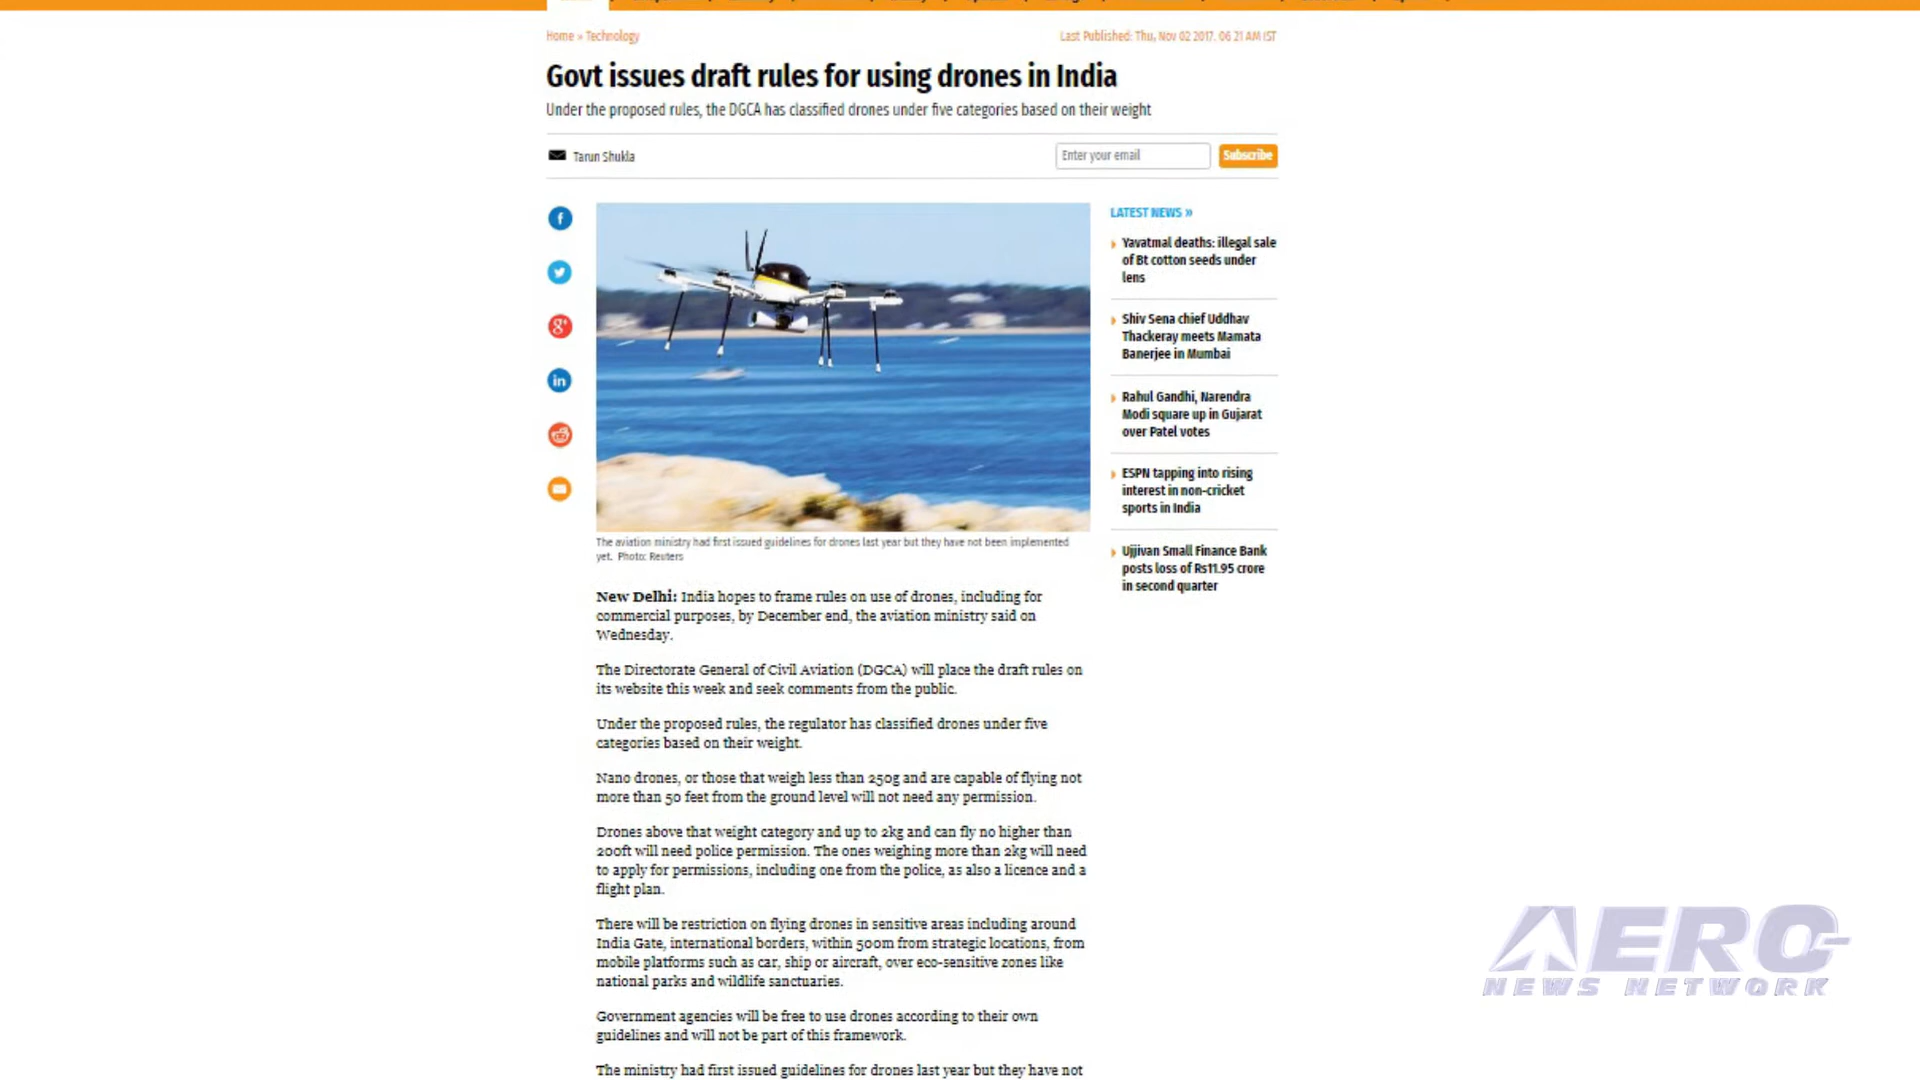 Home » Technology
Last Published: Thu, Nov 02 2017. 06 21 AM IST
Govt issues draft rules for using drones in India
Under the proposed rules, the DGCA has classified drones under five categories based on their weight
Tarun Shukla
Enter your email
Subscribe
f
g+
in
The aviation ministry had first issued guidelines for drones last year but they have not been implemented
yet. Photo: Reuters
New Delhi: India hopes to frame rules on use of drones, including for
commercial purposes, by December end, the aviation ministry said on
Wednesday.
The Directorate General of Civil Aviation (DGCA) will place the draft rules on
its website this week and seek comments from the public.
Under the proposed rules, the regulator has classified drones under five
categories based on their weight.
Nano drones, or those that weigh less than 250g and are capable of flying not
more than 50 feet from the ground level will not need any permission.
Drones above that weight category and up to 2kg and can fly no higher than
200ft will need police permission. The ones weighing more than 2kg will need
to apply for permissions, including one from the police, as also a licence and a
flight plan.
There will be restriction on flying drones in sensitive areas including around
India Gate, international borders, within 500m from strategic locations, from
mobile platforms such as car, ship or aircraft, over eco-sensitive zones like
national parks and wildlife sanctuaries.
Government agencies will be free to use drones according to their own
guidelines and will not be part of this framework.
The ministry had first issued guidelines for drones last year but they have not
LATEST NEWS »
Yavatmal deaths: illegal sale
of Bt cotton seeds under
lens
Shiv Sena chief Uddhav
Thackeray meets Mamata
Banerjee in Mumbai
Rahul Gandhi, Narendra
Modi square up in Gujarat
over Patel votes
ESPN tapping into rising
interest in non-cricket
sports in India
Ujjivan Small Finance Bank
posts loss of Rs11.95 crore
in second quarter
AERO-
NEWS NETWORK